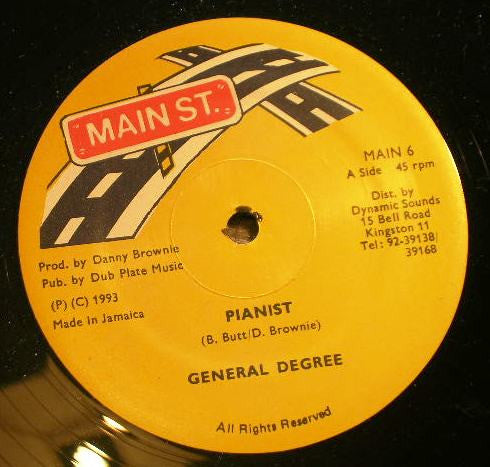 MAIN ST.
MAIN 6
A Side 45 rpm
Dist. by
Dynamic Sounds
15 Bell Road
Kingston 11
Tel: 92-39138/
39168
Prod. by Danny Brownie
Pub. by Dub Plate Music
(P) (C) 1993
Made in Jamaica
PIANIST
(B. Butt/D. Brownie)
GENERAL DEGREE
All Rights Reserved